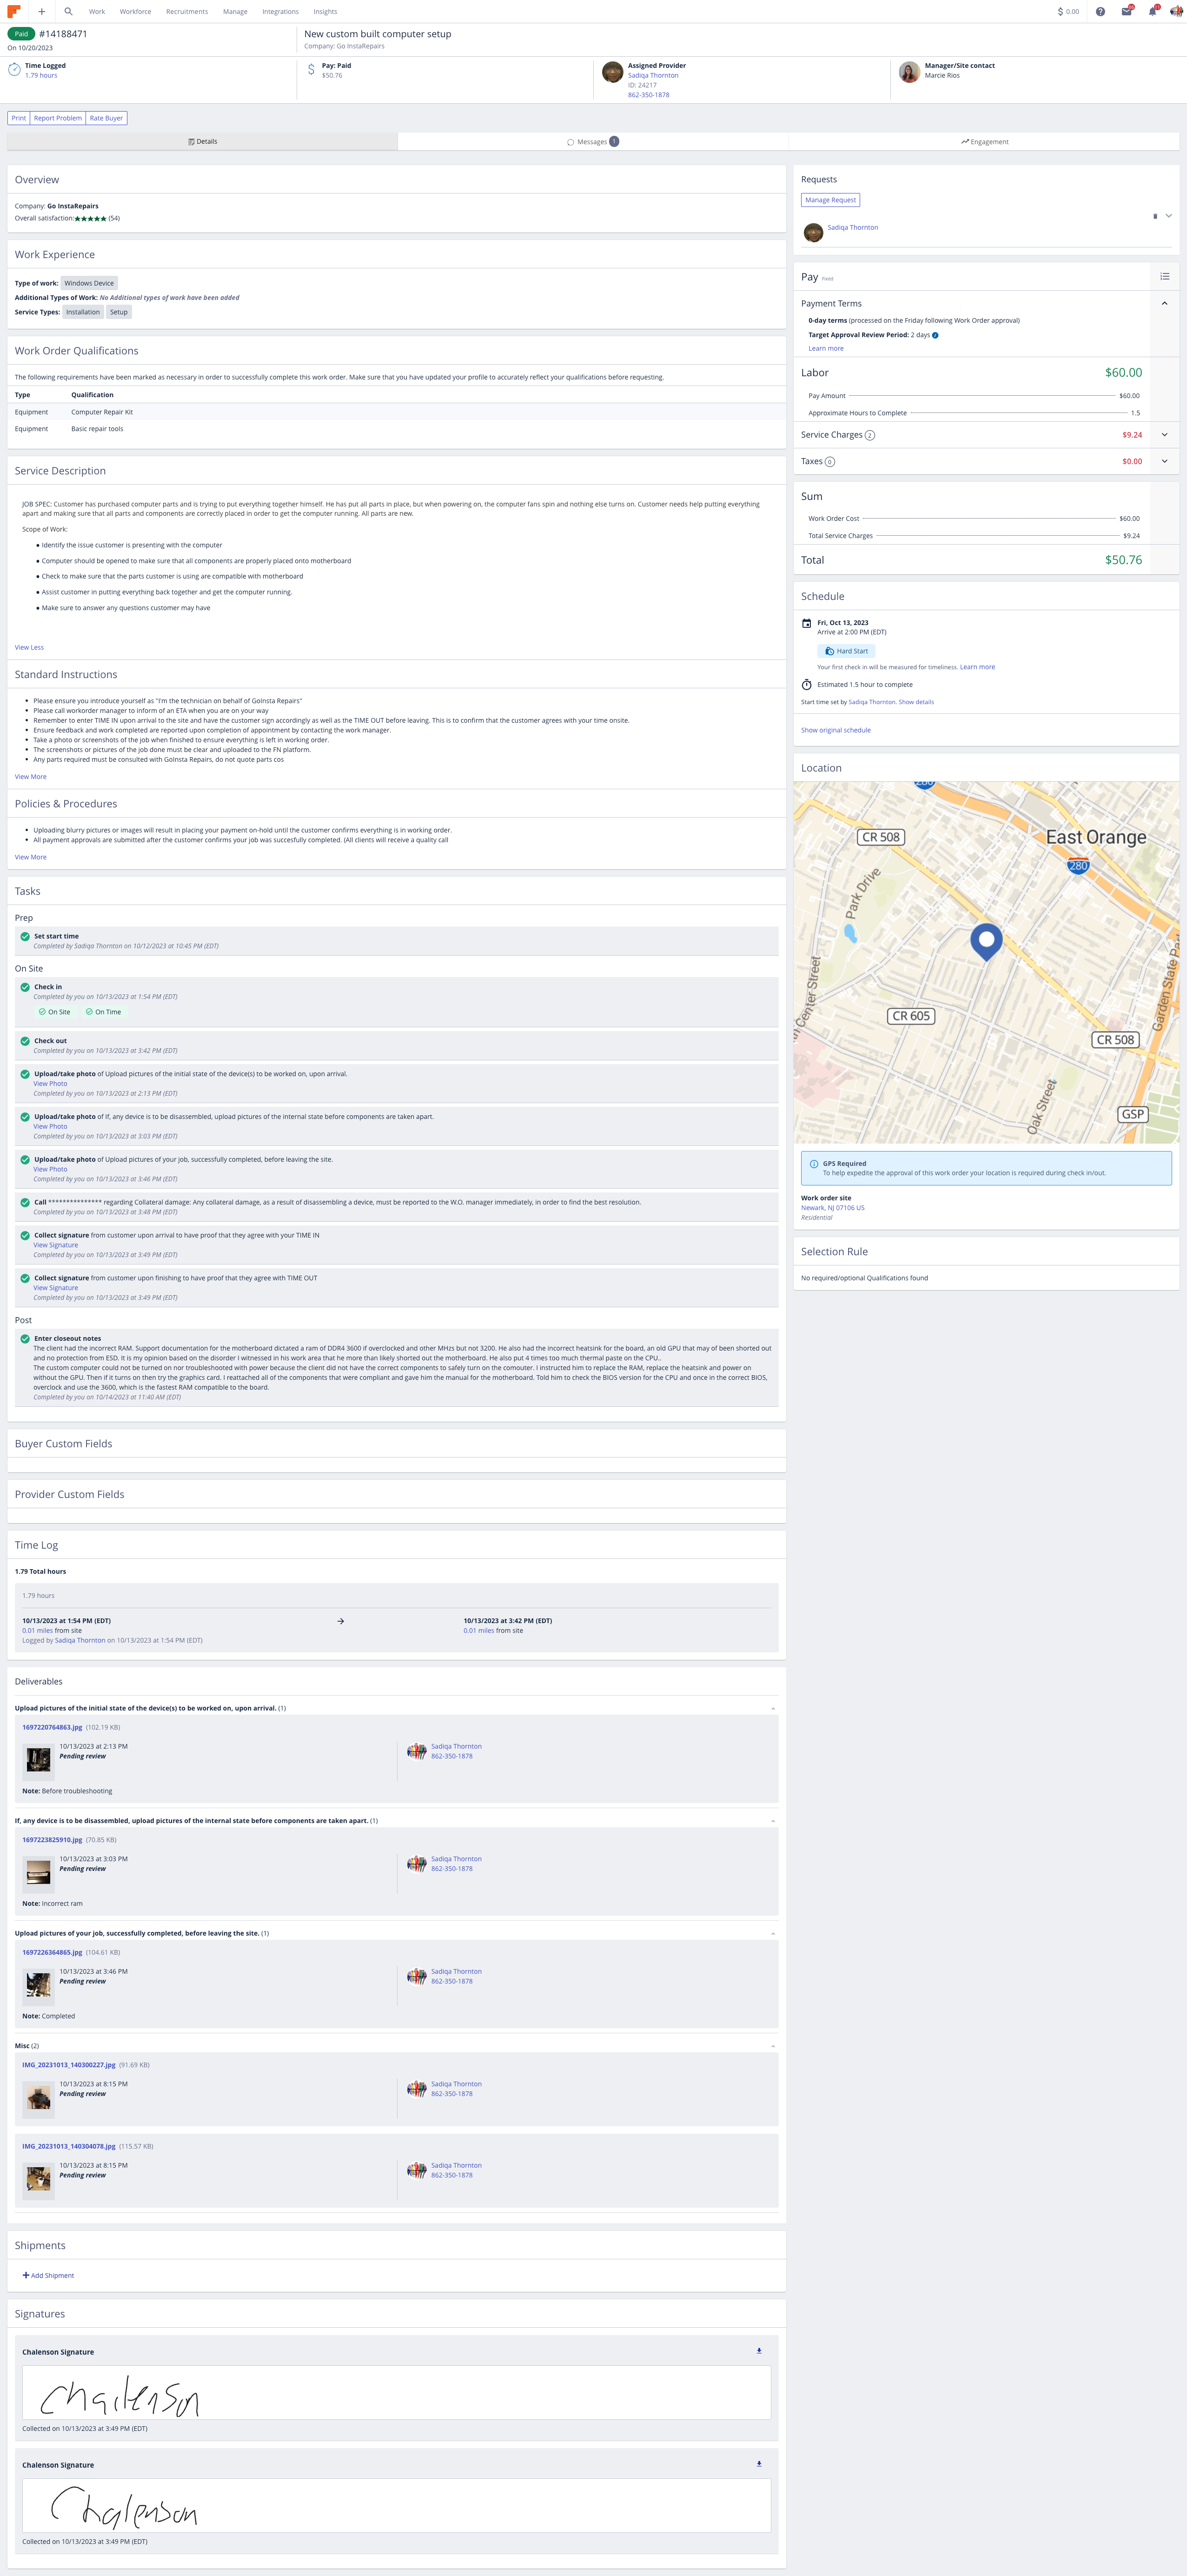 Work Workforce Recruitments Manage Integrations Insights
$ 0.00
Paid #14188471
On 10/20/2023
New custom built computer setup
Company: Go InstaRepairs
Time Logged
1.79 hours
Pay: Paid
$50.76
Assigned Provider
Sadiqa Thornton
ID: 24217
862-350-1878
Manager/Site contact
Marcie Rios
Print Report Problem Rate Buyer
Details
Messages 1
Engagement
Overview
Company: Go InstaRepairs
Overall satisfaction:★★★★★ (54)
Work Experience
Type of work: Windows Device
Additional Types of Work: No Additional types of work have been added
Service Types: Installation Setup
Work Order Qualifications
The following requirements have been marked as necessary in order to successfully complete this work order. Make sure that you have updated your profile to accurately reflect your qualifications before requesting.
Type Qualification
Equipment Computer Repair Kit
Equipment Basic repair tools
Service Description
JOB SPEC: Customer has purchased computer parts and is trying to put everything together himself. He has put all parts in place, but when powering on, the computer fans spin and nothing else turns on. Customer needs help putting everything
apart and making sure that all parts and components are correctly placed in order to get the computer running. All parts are new.
Scope of Work:
● Identify the issue customer is presenting with the computer
● Computer should be opened to make sure that all components are properly placed onto motherboard
● Check to make sure that the parts customer is using are compatible with motherboard
● Assist customer in putting everything back together and get the computer running.
● Make sure to answer any questions customer may have
View Less
Standard Instructions
• Please ensure you introduce yourself as "I'm the technician on behalf of GoInsta Repairs"
• Please call workorder manager to inform of an ETA when you are on your way
• Remember to enter TIME IN upon arrival to the site and have the customer sign accordingly as well as the TIME OUT before leaving. This is to confirm that the customer agrees with your time onsite.
• Ensure feedback and work completed are reported upon completion of appointment by contacting the work manager.
• Take a photo or screenshots of the job when finished to ensure everything is left in working order.
• The screenshots or pictures of the job done must be clear and uploaded to the FN platform.
• Any parts required must be consulted with GoInsta Repairs, do not quote parts cos
View More
Policies & Procedures
• Uploading blurry pictures or images will result in placing your payment on-hold until the customer confirms everything is in working order.
• All payment approvals are submitted after the customer confirms your job was succesfully completed. (All clients will receive a quality call
View More
Tasks
Prep
Set start time
Completed by Sadiqa Thornton on 10/12/2023 at 10:45 PM (EDT)
On Site
Check in
Completed by you on 10/13/2023 at 1:54 PM (EDT)
On Site On Time
Check out
Completed by you on 10/13/2023 at 3:42 PM (EDT)
Upload/take photo of Upload pictures of the initial state of the device(s) to be worked on, upon arrival.
View Photo
Completed by you on 10/13/2023 at 2:13 PM (EDT)
Upload/take photo of If, any device is to be disassembled, upload pictures of the internal state before components are taken apart.
View Photo
Completed by you on 10/13/2023 at 3:03 PM (EDT)
Upload/take photo of Upload pictures of your job, successfully completed, before leaving the site.
View Photo
Completed by you on 10/13/2023 at 3:46 PM (EDT)
Call *************** regarding Collateral damage: Any collateral damage, as a result of disassembling a device, must be reported to the W.O. manager immediately, in order to find the best resolution.
Completed by you on 10/13/2023 at 3:48 PM (EDT)
Collect signature from customer upon arrival to have proof that they agree with your TIME IN
View Signature
Completed by you on 10/13/2023 at 3:49 PM (EDT)
Collect signature from customer upon finishing to have proof that they agree with TIME OUT
View Signature
Completed by you on 10/13/2023 at 3:49 PM (EDT)
Post
Enter closeout notes
The client had the incorrect RAM. Support documentation for the motherboard dictated a ram of DDR4 3600 if overclocked and other MHzs but not 3200. He also had the incorrect heatsink for the board, an old GPU that may of been shorted out
and no protection from ESD. It is my opinion based on the disorder I witnessed in his work area that he more than likely shorted out the motherboard. He also put 4 times too much thermal paste on the CPU..
The custom computer could not be turned on nor troubleshooted with power because the client did not have the correct components to safely turn on the comouter. I instructed him to replace the RAM, replace the heatsink and power on
without the GPU. Then if it turns on then try the graphics card. I reattached all of the components that were compliant and gave him the manual for the motherboard. Told him to check the BIOS version for the CPU and once in the correct BIOS,
overclock and use the 3600, which is the fastest RAM compatible to the board.
Completed by you on 10/14/2023 at 11:40 AM (EDT)
Buyer Custom Fields
Provider Custom Fields
Time Log
1.79 Total hours
1.79 hours
10/13/2023 at 1:54 PM (EDT) → 10/13/2023 at 3:42 PM (EDT)
0.01 miles from site 0.01 miles from site
Logged by Sadiqa Thornton on 10/13/2023 at 1:54 PM (EDT)
Deliverables
Upload pictures of the initial state of the device(s) to be worked on, upon arrival. (1)
1697220764863.jpg (102.19 KB)
10/13/2023 at 2:13 PM
Pending review
Sadiqa Thornton
862-350-1878
Note: Before troubleshooting
If, any device is to be disassembled, upload pictures of the internal state before components are taken apart. (1)
1697223825910.jpg (70.85 KB)
10/13/2023 at 3:03 PM
Pending review
Sadiqa Thornton
862-350-1878
Note: Incorrect ram
Upload pictures of your job, successfully completed, before leaving the site. (1)
1697226364865.jpg (104.61 KB)
10/13/2023 at 3:46 PM
Pending review
Sadiqa Thornton
862-350-1878
Note: Completed
Misc (2)
IMG_20231013_140300227.jpg (91.69 KB)
10/13/2023 at 8:15 PM
Pending review
Sadiqa Thornton
862-350-1878
IMG_20231013_140304078.jpg (115.57 KB)
10/13/2023 at 8:15 PM
Pending review
Sadiqa Thornton
862-350-1878
Shipments
+ Add Shipment
Signatures
Chalenson Signature
Chalenson
Collected on 10/13/2023 at 3:49 PM (EDT)
Chalenson Signature
Chalenson
Collected on 10/13/2023 at 3:49 PM (EDT)
Requests
Manage Request
Sadiqa Thornton
Pay
Payment Terms
0-day terms (processed on the Friday following Work Order approval)
Target Approval Review Period: 2 days
Learn more
Labor $60.00
Pay Amount $60.00
Approximate Hours to Complete 1.5
Service Charges 2 $9.24
Taxes 0 $0.00
Sum
Work Order Cost $60.00
Total Service Charges $9.24
Total $50.76
Schedule
Fri, Oct 13, 2023
Arrive at 2:00 PM (EDT)
Hard Start
Your first check in will be measured for timeliness. Learn more
Estimated 1.5 hour to complete
Start time set by Sadiqa Thornton. Show details
Show original schedule
Location
280
CR 508
East Orange
280
Park Drive
Center Street
CR 605
Garden State
CR 508
Oak Street
GSP
GPS Required
To help expedite the approval of this work order your location is required during check in/out.
Work order site
Newark, NJ 07106 US
Residential
Selection Rule
No required/optional Qualifications found